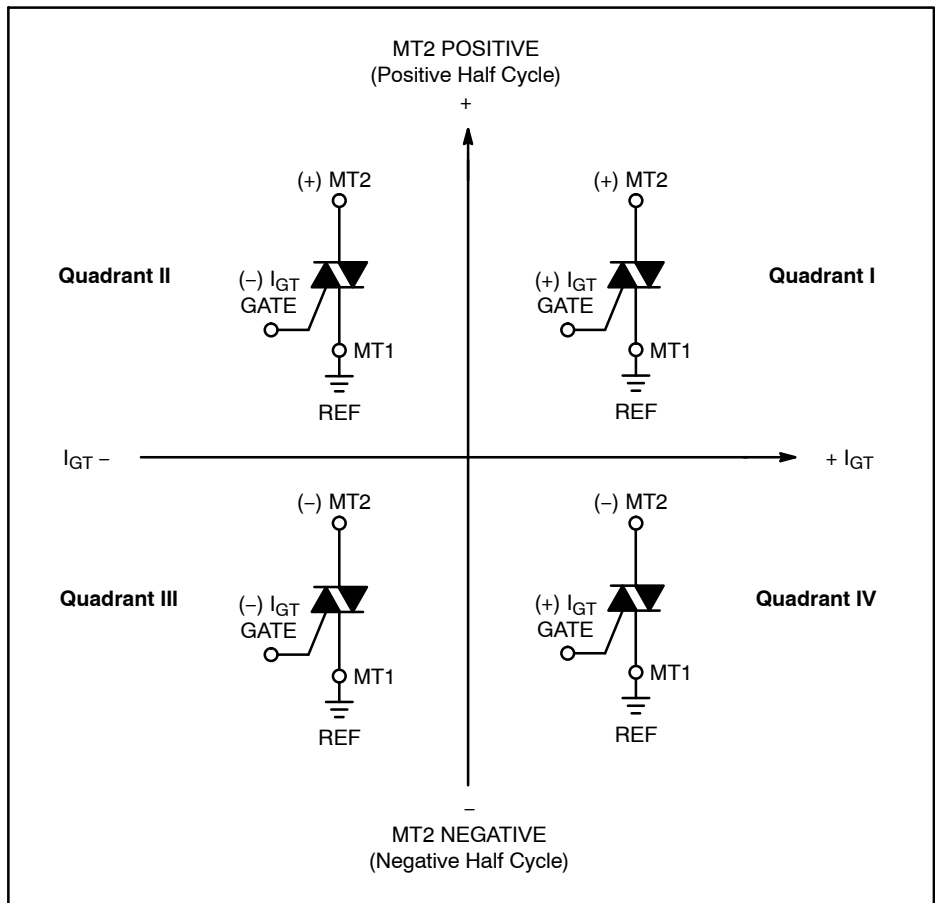 MT2 POSITIVE
(Positive Half Cycle)
+
(+) MT2
(+) MT2
Quadrant II
(−) IGT
GATE
(+) IGT
GATE
Quadrant I
MT1
MT1
REF
REF
IGT −
+ IGT
(−) MT2
(−) MT2
Quadrant III
(−) IGT
GATE
(+) IGT
GATE
Quadrant IV
MT1
MT1
REF
REF
−
MT2 NEGATIVE
(Negative Half Cycle)